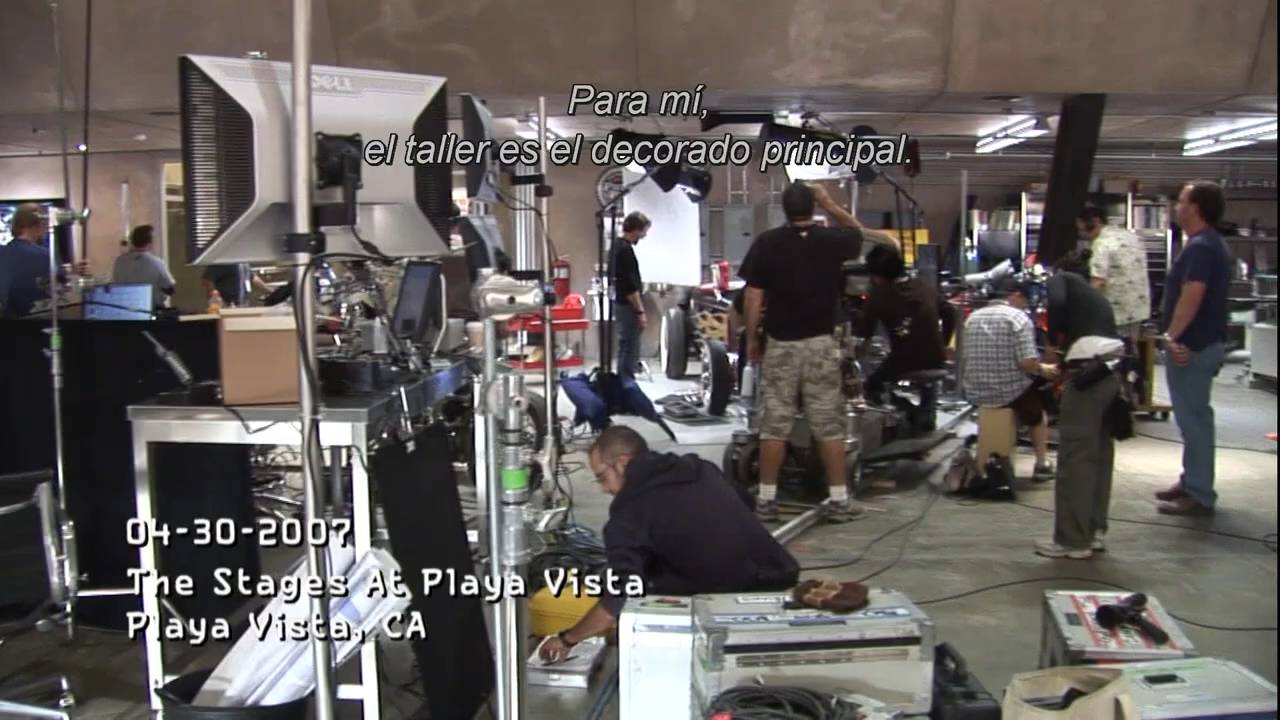 DELL
Para mí,
el taller es el decorado principal.
04-30-2007
The Stages At Playa Vista
Playa Vista, CA